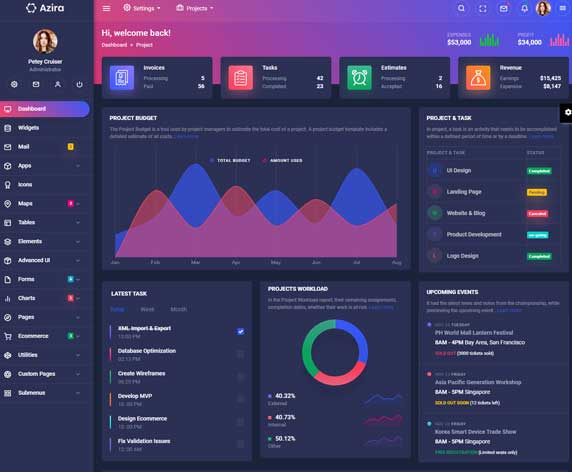 Azira
Settings
Projects
Petey Cruiser
Administrator
Hi, welcome back!
Dashboard
Project
EXPENSES
$53,000
PROFIT
$34,000
Invoices
Processing 5
Paid 56
Tasks
Processing 42
Completed 23
Estimates
Processing 2
Accepted 16
Revenue
Earnings $15,425
Expensive $8,147
Dashboard
Widgets
Mail
Apps
Icons
Maps
Tables
Elements
Advanced UI
Forms
Charts
Pages
Ecommerce
Utilities
Custom Pages
Submenus
PROJECT BUDGET
The Project Budget is a tool used by project managers to estimate the total cost of a project. A project budget template includes a
detailed estimate of all costs. Learn more
TOTAL BUDGET
AMOUNT USED
Jan Feb Mar Apr May Jun Jul Aug
PROJECT & TASK
In project, a task is an activity that needs to be accomplished
within a defined period of time or by a deadline. Learn more
PROJECT & TASK STATUS
UI Design Completed
Landing Page Pending
Website & Blog Canceled
Product Development on-going
Logo Design Completed
LATEST TASK
Today Week Month
XML Import & Export
Database Optimization
02:13 PM
Create Wireframes
06:20 PM
Develop MVP
10:00 PM
Design Ecommerce
10:00 PM
Fix Validation Issues
12:00 AM
PROJECTS WORKLOAD
In the Project Workload report, their remaining assignments,
completion dates, whether their work is at risk. Learn more
40.32%
External
40.73%
Internal
50.12%
Other
UPCOMING EVENTS
It had the latest news and notes from the championship, while
previewing the upcoming event. Learn more
TUESDAY
PH World Mall Lantern Festival
8AM - 4PM Bay Area, San Francisco
SOLD OUT (3000 tickets sold)
FRIDAY
Asia Pacific Generation Workshop
8AM - 5PM Singapore
SOLD OUT SOON (12 tickets left)
FRIDAY
Korea Smart Device Trade Show
8AM - 5PM Singapore
FREE REGISTRATION (Limited seats only)